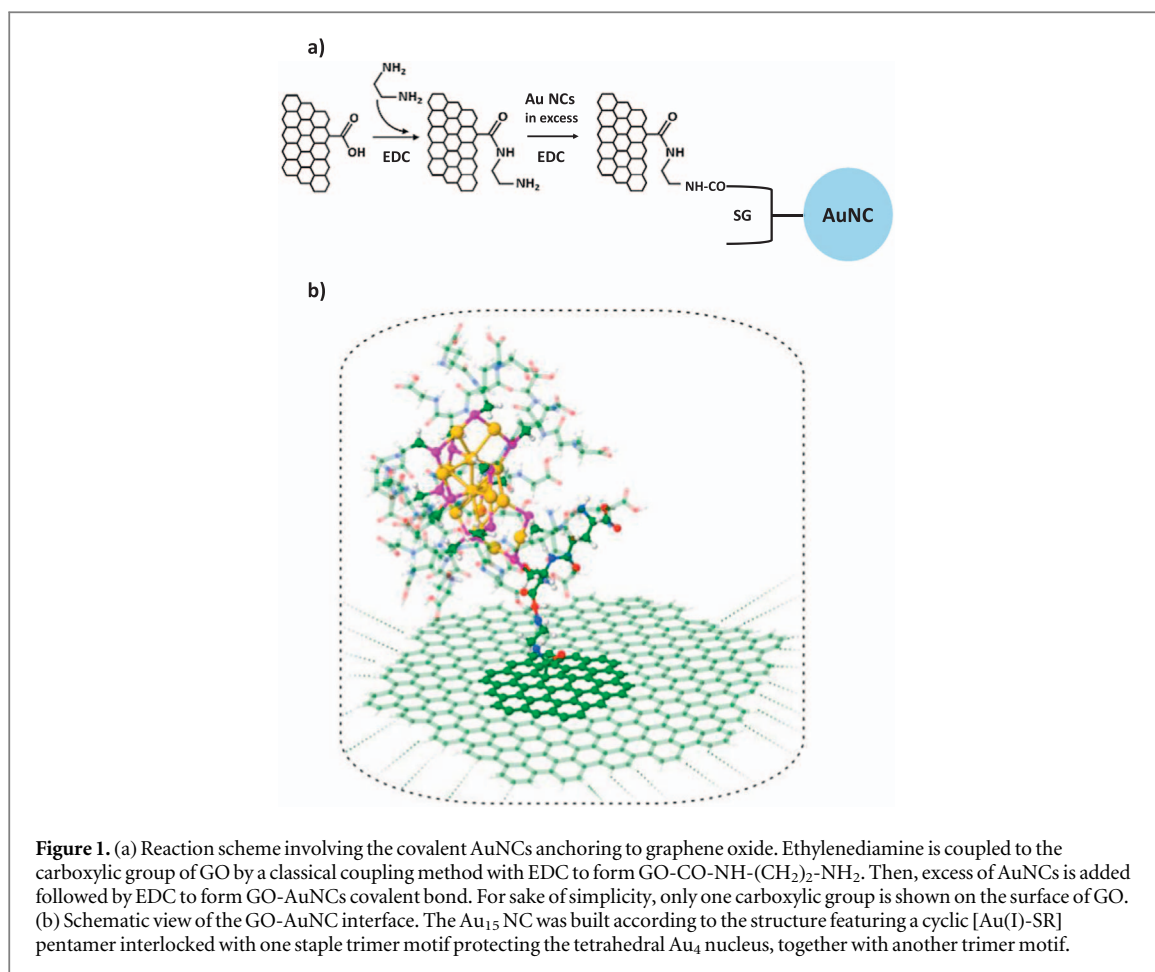 a)
NH₂
NH₂
O
OH
EDC
O
NH
NH₂
Au NCs
in excess
EDC
O
NH
NH-CO
SG
AuNC
b)
Figure 1. (a) Reaction scheme involving the covalent AuNCs anchoring to graphene oxide. Ethylenediamine is coupled to the
carboxylic group of GO by a classical coupling method with EDC to form GO-CO-NH-(CH₂)₂-NH₂. Then, excess of AuNCs is added
followed by EDC to form GO-AuNCs covalent bond. For sake of simplicity, only one carboxylic group is shown on the surface of GO.
(b) Schematic view of the GO-AuNC interface. The Au₁₅ NC was built according to the structure featuring a cyclic [Au(I)-SR]
pentamer interlocked with one staple trimer motif protecting the tetrahedral Au₄ nucleus, together with another trimer motif.